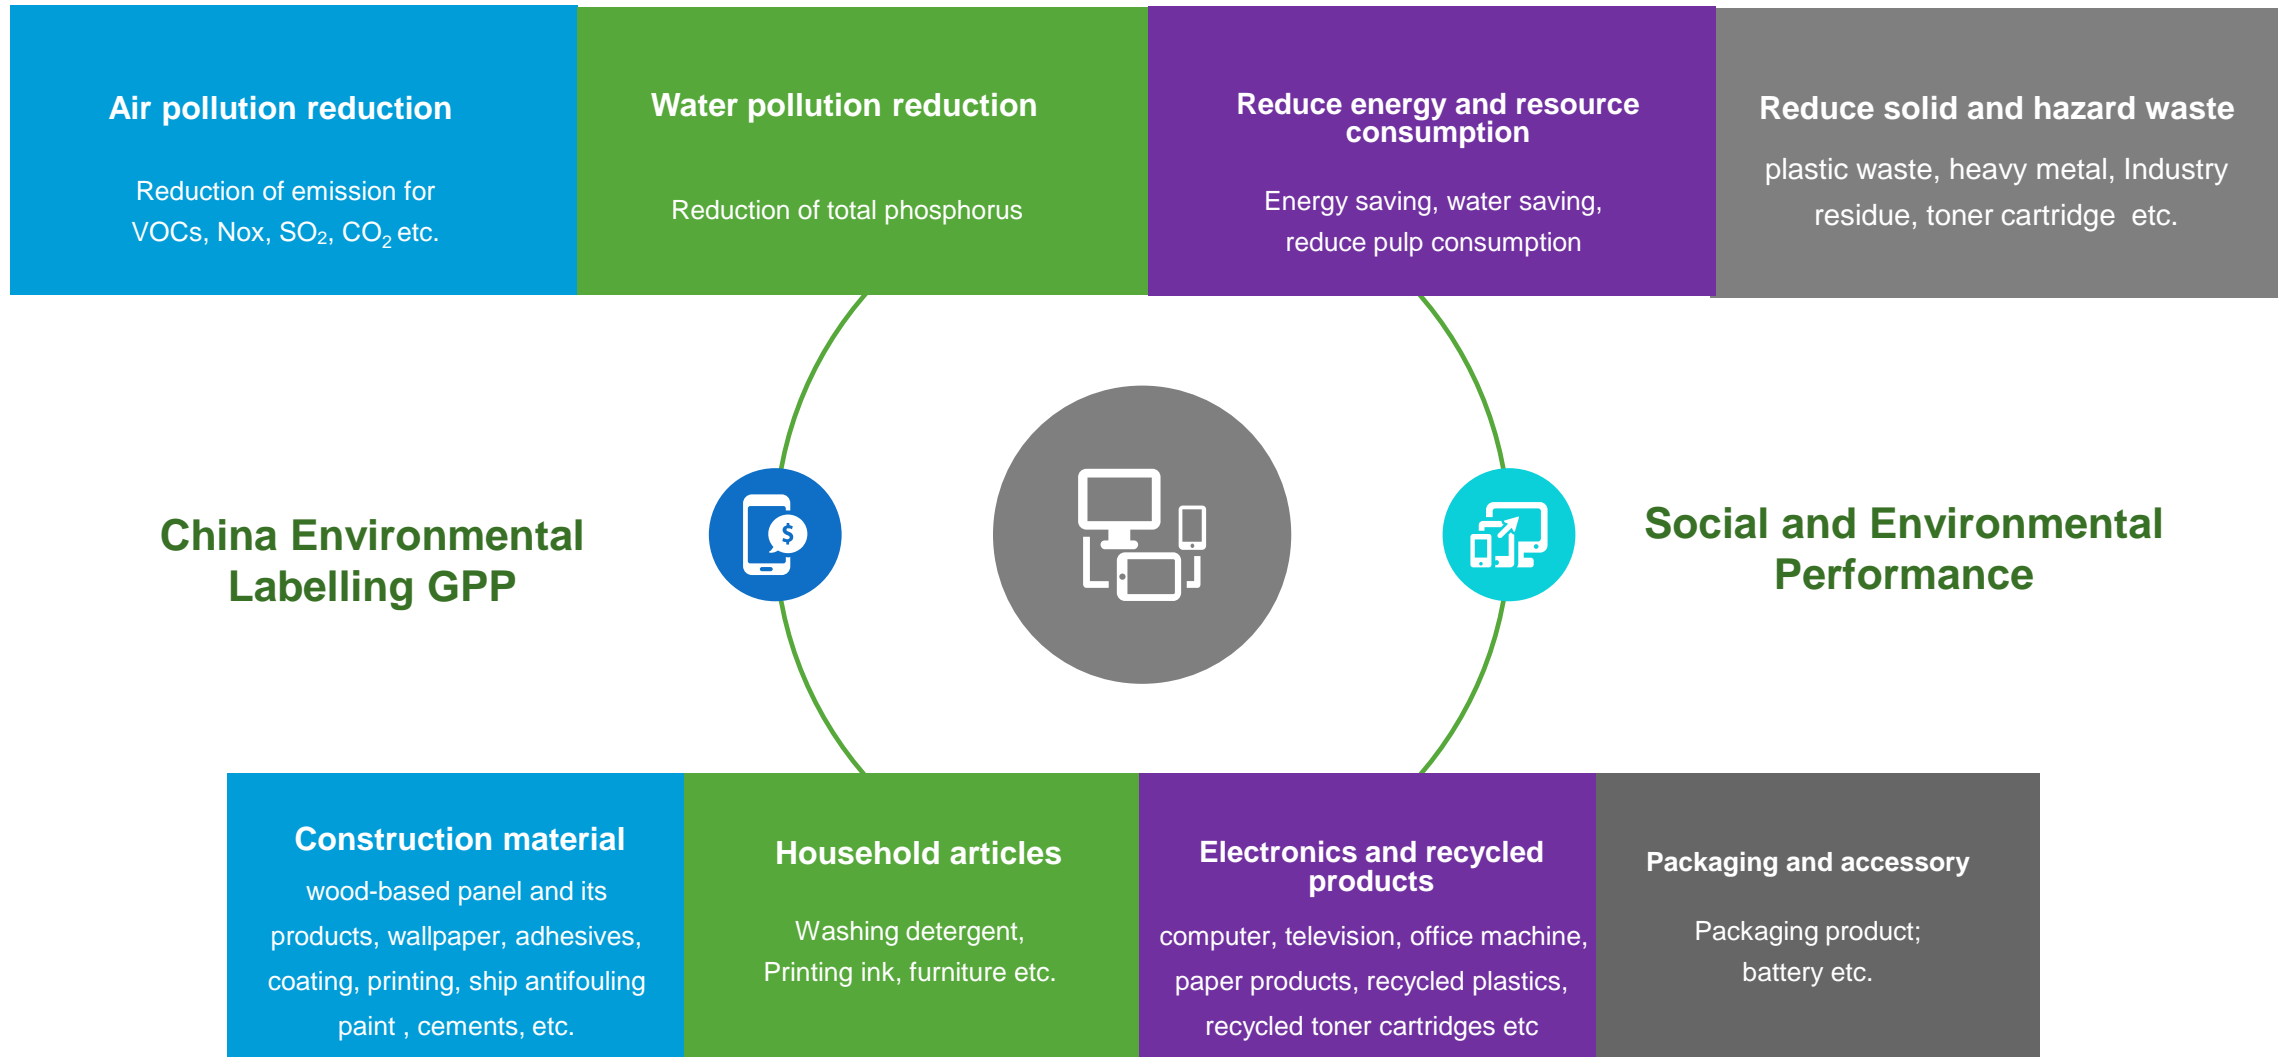 Air pollution reduction
Reduction of emission for
VOCs, Nox, SO₂, CO₂ etc.
Water pollution reduction
Reduction of total phosphorus
Reduce energy and resource
consumption
Energy saving, water saving,
reduce pulp consumption
Reduce solid and hazard waste
plastic waste, heavy metal, Industry
residue, toner cartridge etc.
China Environmental
Labelling GPP
$
Social and Environmental
Performance
Construction material
wood-based panel and its
products, wallpaper, adhesives,
coating, printing, ship antifouling
paint , cements, etc.
Household articles
Washing detergent,
Printing ink, furniture etc.
Electronics and recycled
products
computer, television, office machine,
paper products, recycled plastics,
recycled toner cartridges etc
Packaging and accessory
Packaging product;
battery etc.